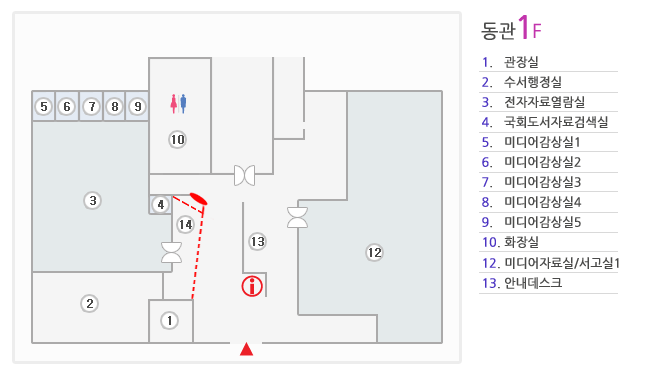 동관1F
1. 관장실
2. 수서행정실
3. 전자자료열람실
4. 국회도서자료검색실
5. 미디어감상실1
6. 미디어감상실2
7. 미디어감상실3
8. 미디어감상실4
9. 미디어감상실5
10. 화장실
12. 미디어자료실/서고실1
13. 안내데스크
5 6 7 8 9
10
3
4
14
13
12
2
1